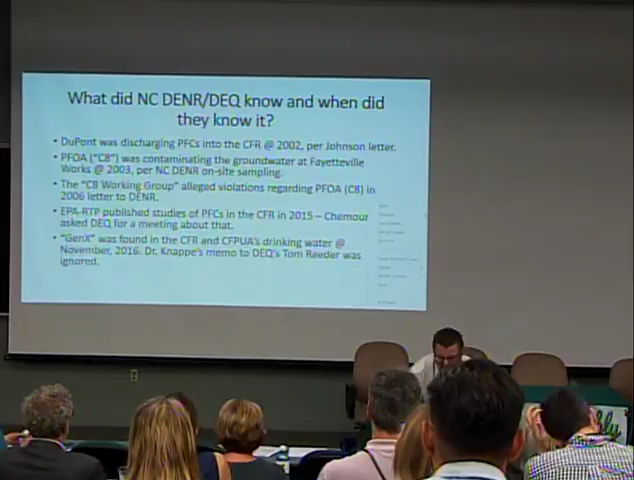 What did NC DENR/DEQ know and when did
they know it?
• DuPont was discharging PFCs into the CFR @ 2002, per Johnson letter.
• PFOA ("C8") was contaminating the groundwater at Fayetteville
Works @ 2003, per NC DENR on-site sampling.
• The "C8 Working Group" alleged violations regarding PFOA (C8) in
2006 letter to DENR.
• EPA-RTP published studies of PFCs in the CFR in 2015 – Chemour
asked DEQ for a meeting about that.
• "GenX" was found in the CFR and CFPUA's drinking water @
November, 2016. Dr. Knappe's memo to DEQ's Tom Reeder was
ignored.